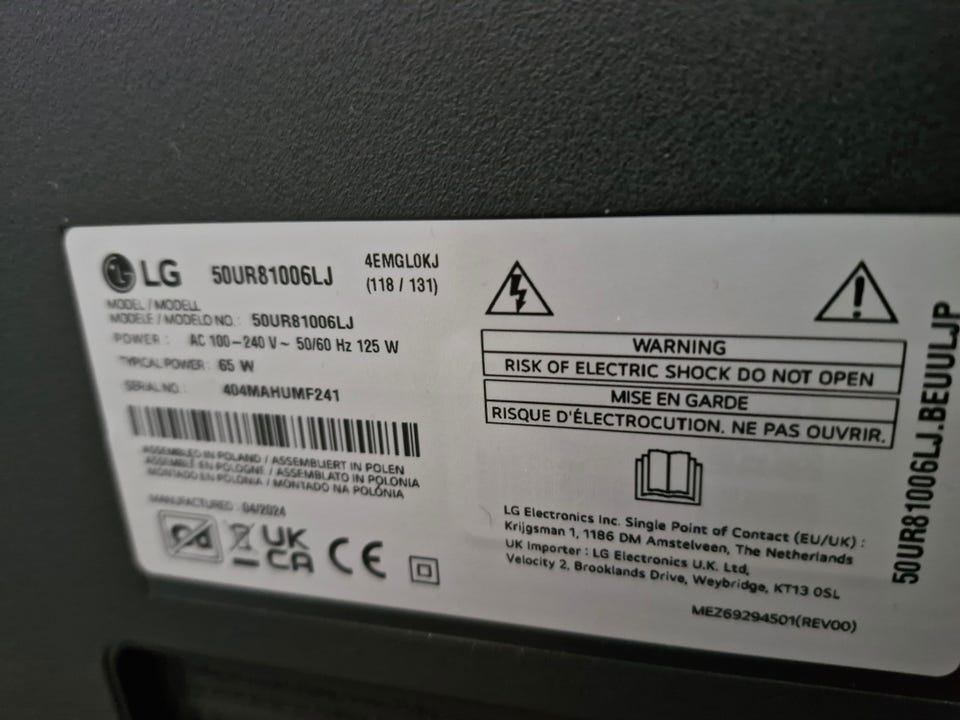 LG 50UR81006LJ 4EMGL0KJ
(118 / 131)
MODEL / MODELL
MODÈLE / MODELO NO. : 50UR81006LJ
POWER : AC 100-240 V~ 50/60 Hz 125 W
TYPICAL POWER : 65 W
SERIAL NO. : 404MAHUMF241
ASSEMBLED IN POLAND / ASSEMBLIERT IN POLEN
ASSEMBLÉ EN POLOGNE / ASSEMBLATO IN POLONIA
MONTADO EN POLONIA / MONTADO NA POLÓNIA
MANUFACTURED : 04/2024
UK
CA CE
WARNING
RISK OF ELECTRIC SHOCK DO NOT OPEN
MISE EN GARDE
RISQUE D'ÉLECTROCUTION. NE PAS OUVRIR.
LG Electronics Inc. Single Point of Contact (EU/UK) :
Krijgsman 1, 1186 DM Amstelveen, The Netherlands
UK Importer : LG Electronics U.K. Ltd,
Velocity 2, Brooklands Drive, Weybridge, KT13 0SL
MEZ69294501(REV00)
50UR81006LJ.BEUULJP